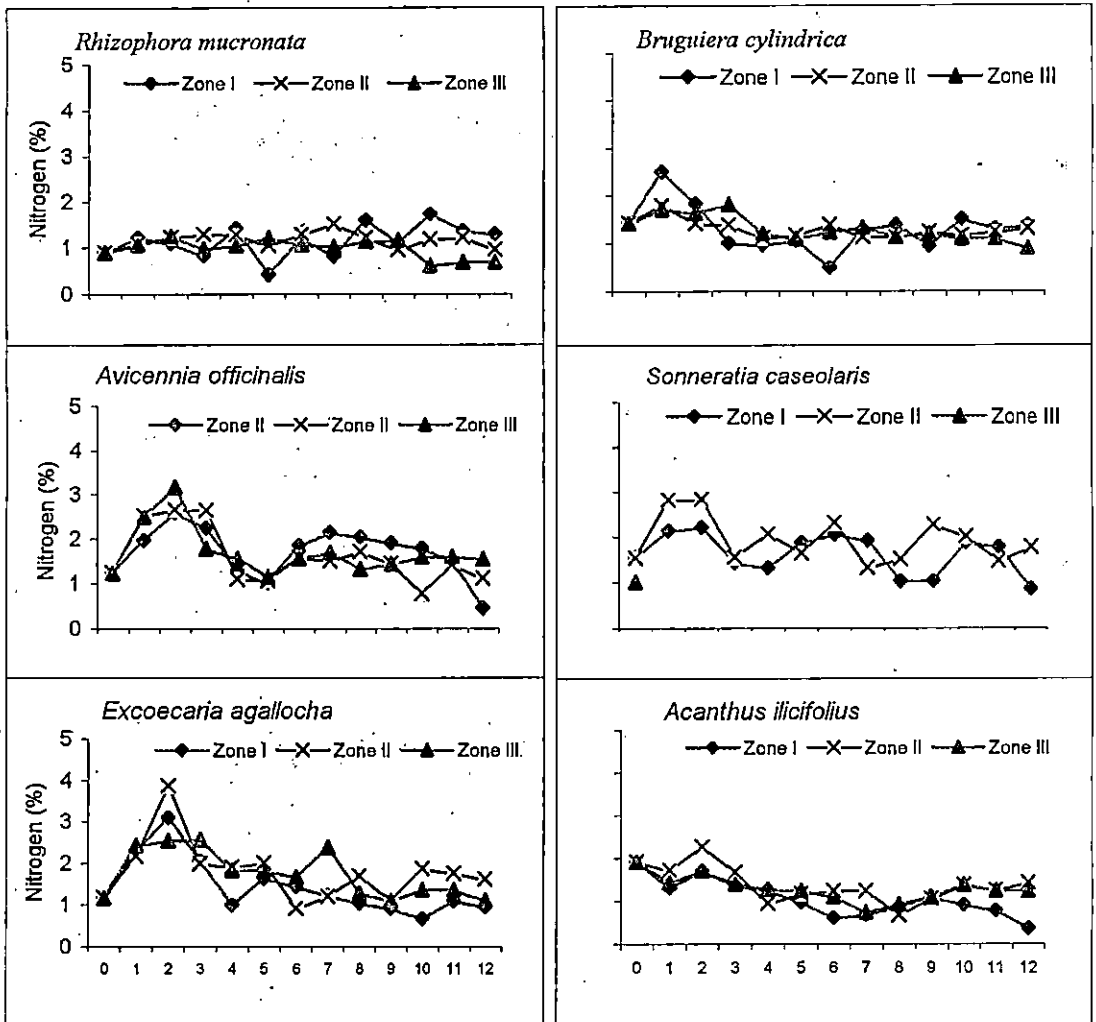 Rhizophora mucronata
Zone I Zone II Zone III
Nitrogen (%)
5
4
3
2
1
0
Bruguiera cylindrica
Zone I Zone II Zone III
Avicennia officinalis
Zone II Zone II Zone III
Nitrogen (%)
5
4
3
2
1
0
Sonneratia caseolaris
Zone I Zone II Zone III
Excoecaria agallocha
Zone I Zone II Zone III
Nitrogen (%)
5
4
3
2
1
0
0 1 2 3 4 5 6 7 8 9 10 11 12
Acanthus ilicifolius
Zone I Zone II Zone III
0 1 2 3 4 5 6 7 8 9 10 11 12